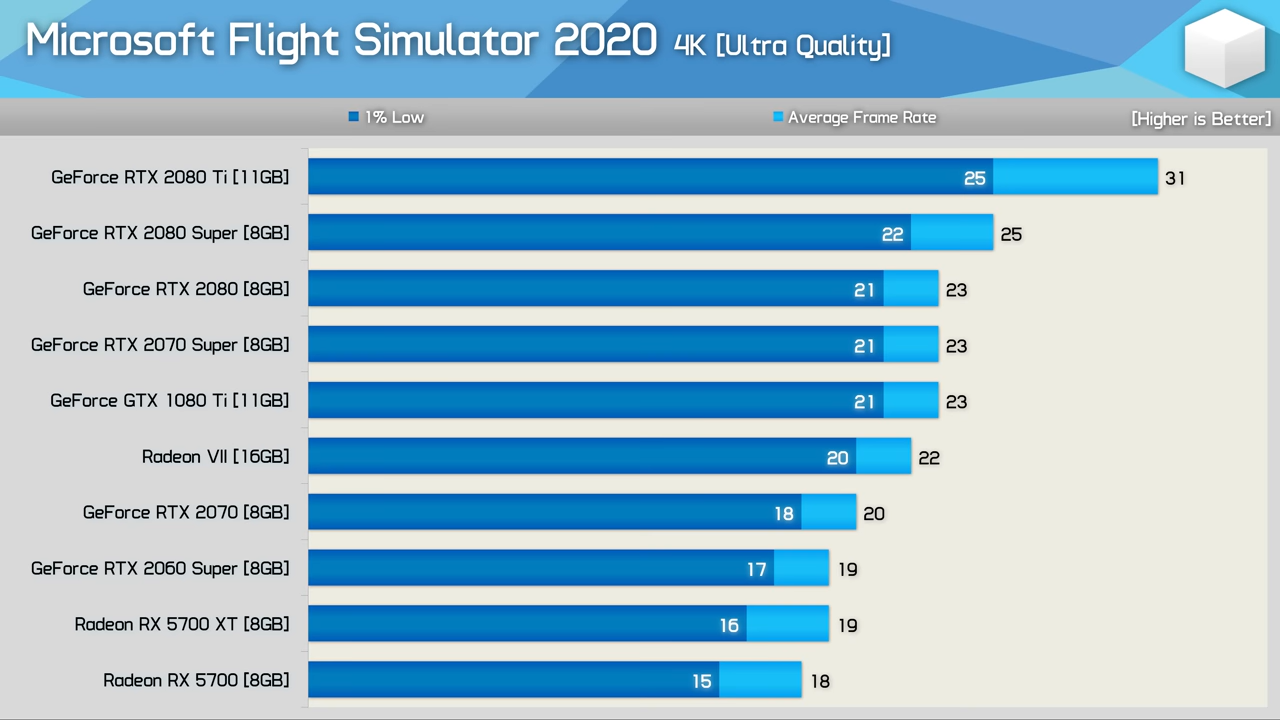 Microsoft Flight Simulator 2020 4K [Ultra Quality]
1% Low Average Frame Rate [Higher is Better]
GeForce RTX 2080 Ti [11GB] 25 31
GeForce RTX 2080 Super [8GB] 22 25
GeForce RTX 2080 [8GB] 21 23
GeForce RTX 2070 Super [8GB] 21 23
GeForce GTX 1080 Ti [11GB] 21 23
Radeon VII [16GB] 20 22
GeForce RTX 2070 [8GB] 18 20
GeForce RTX 2060 Super [8GB] 17 19
Radeon RX 5700 XT [8GB] 16 19
Radeon RX 5700 [8GB] 15 18